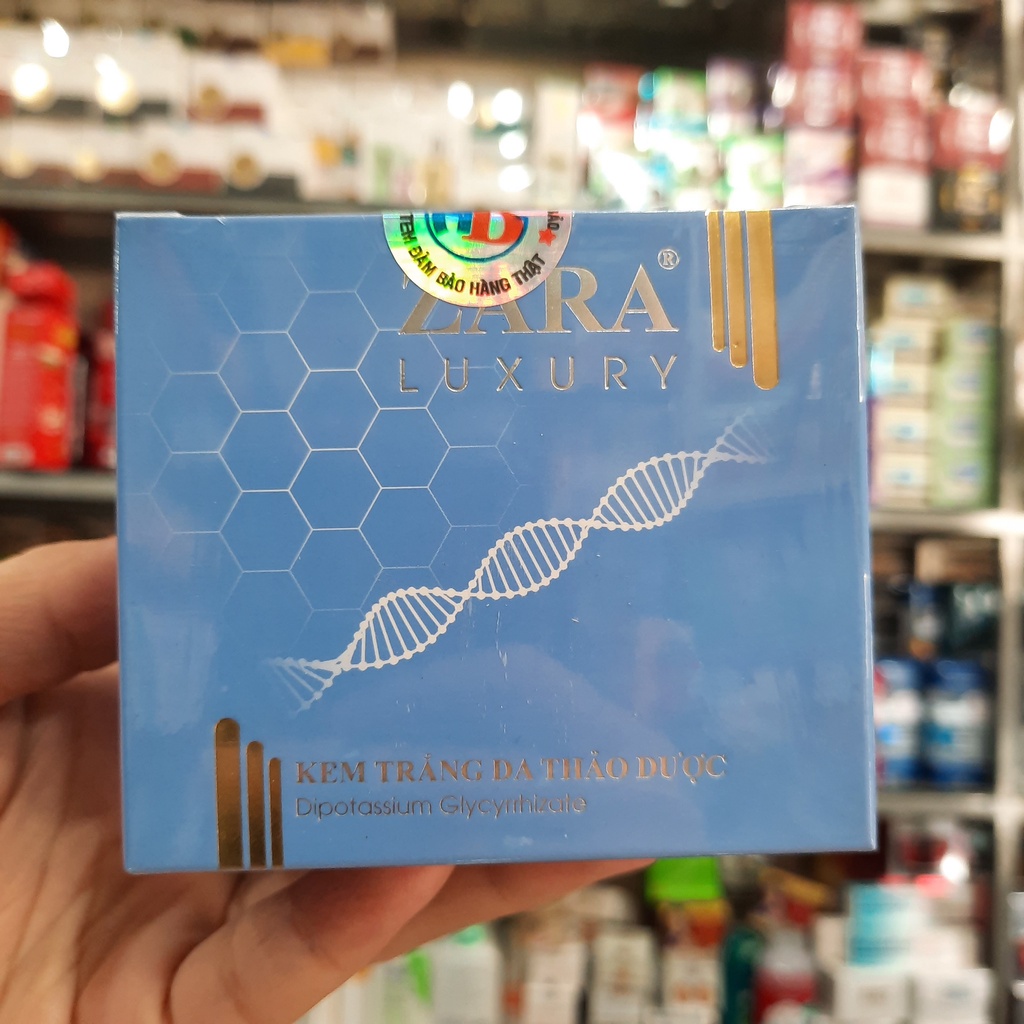 TEM ĐẢM BẢO HÀNG THẬT ★
ZARA®
LUXURY
KEM TRẮNG DA THẢO DƯỢC
Dipotassium Glycyrrhizate